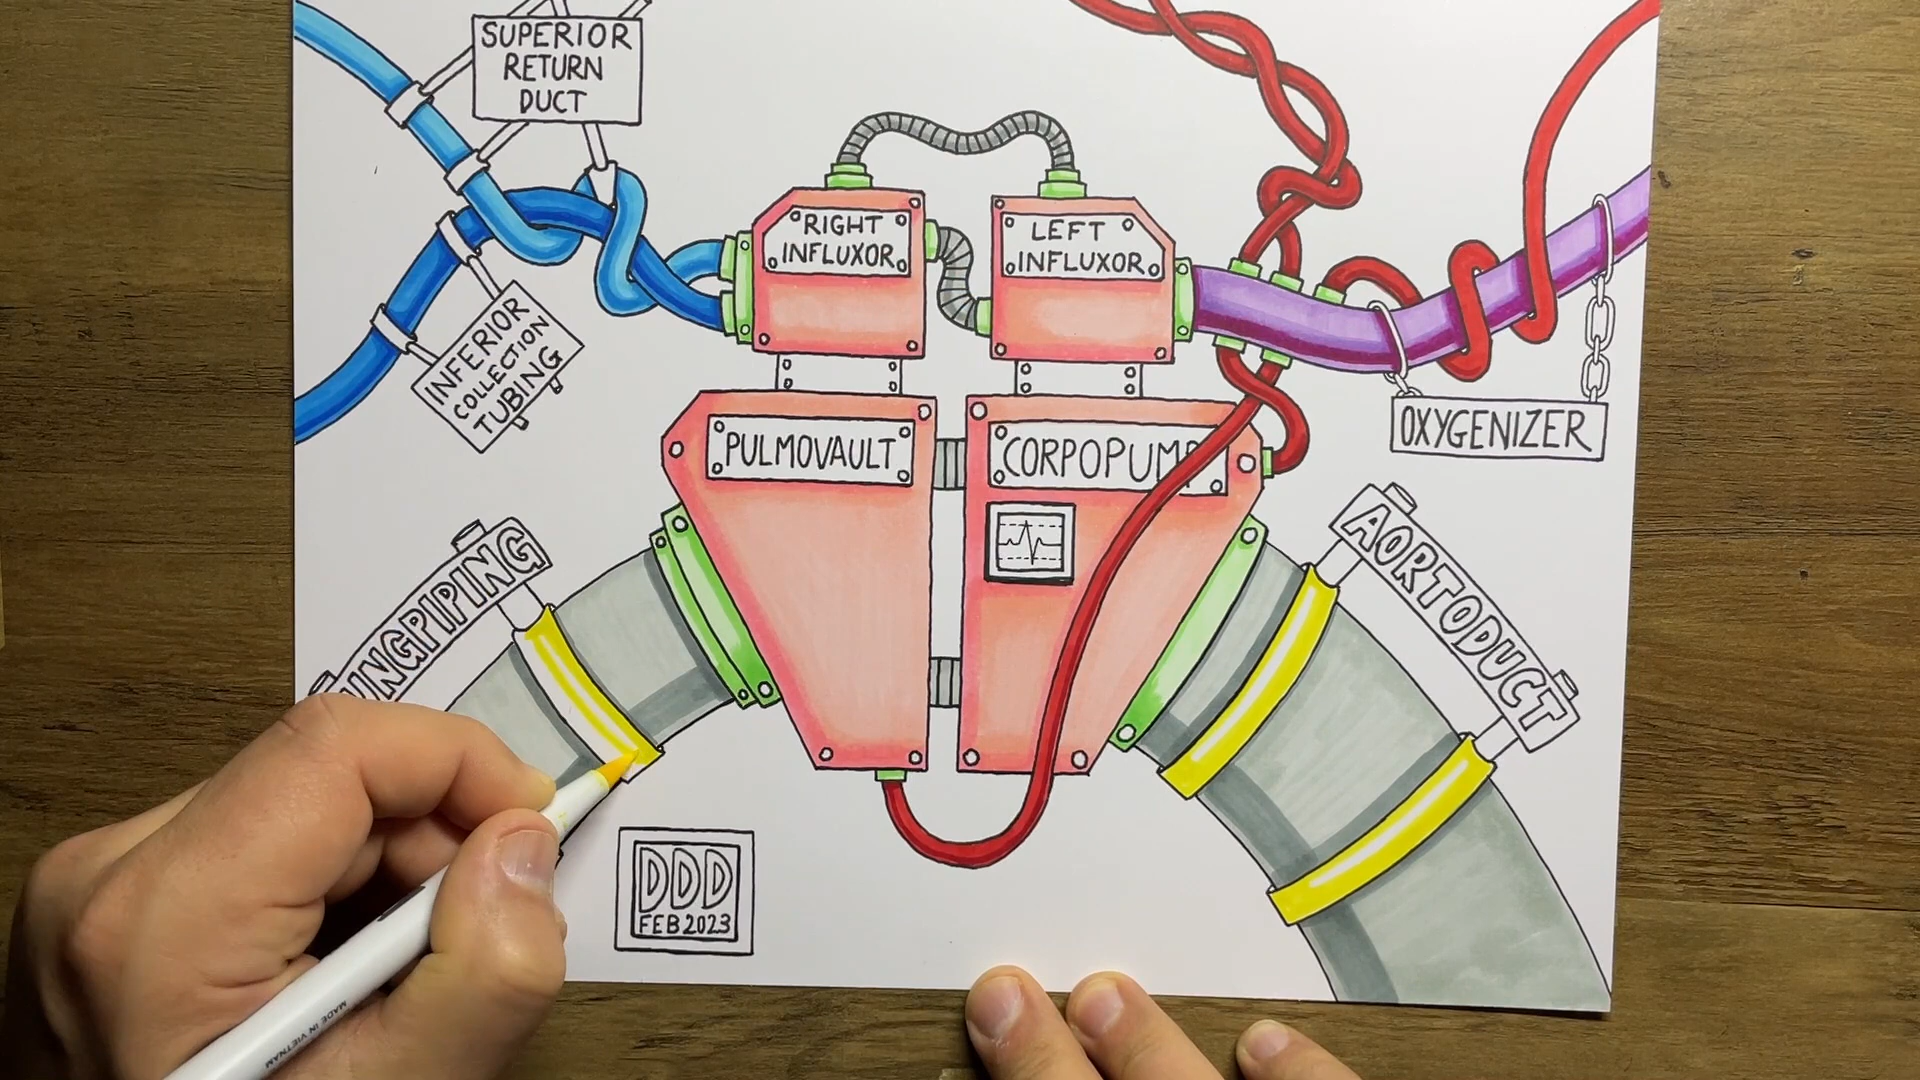 SUPERIOR
RETURN
DUCT
RIGHT
INFLUXOR
LEFT
INFLUXOR
INFERIOR
COLLECTION
TUBING
OXYGENIZER
PULMOVAULT
CORPOPUMP
AORTODUCT
DDD
FEB 2023
MADE IN VIETNAM